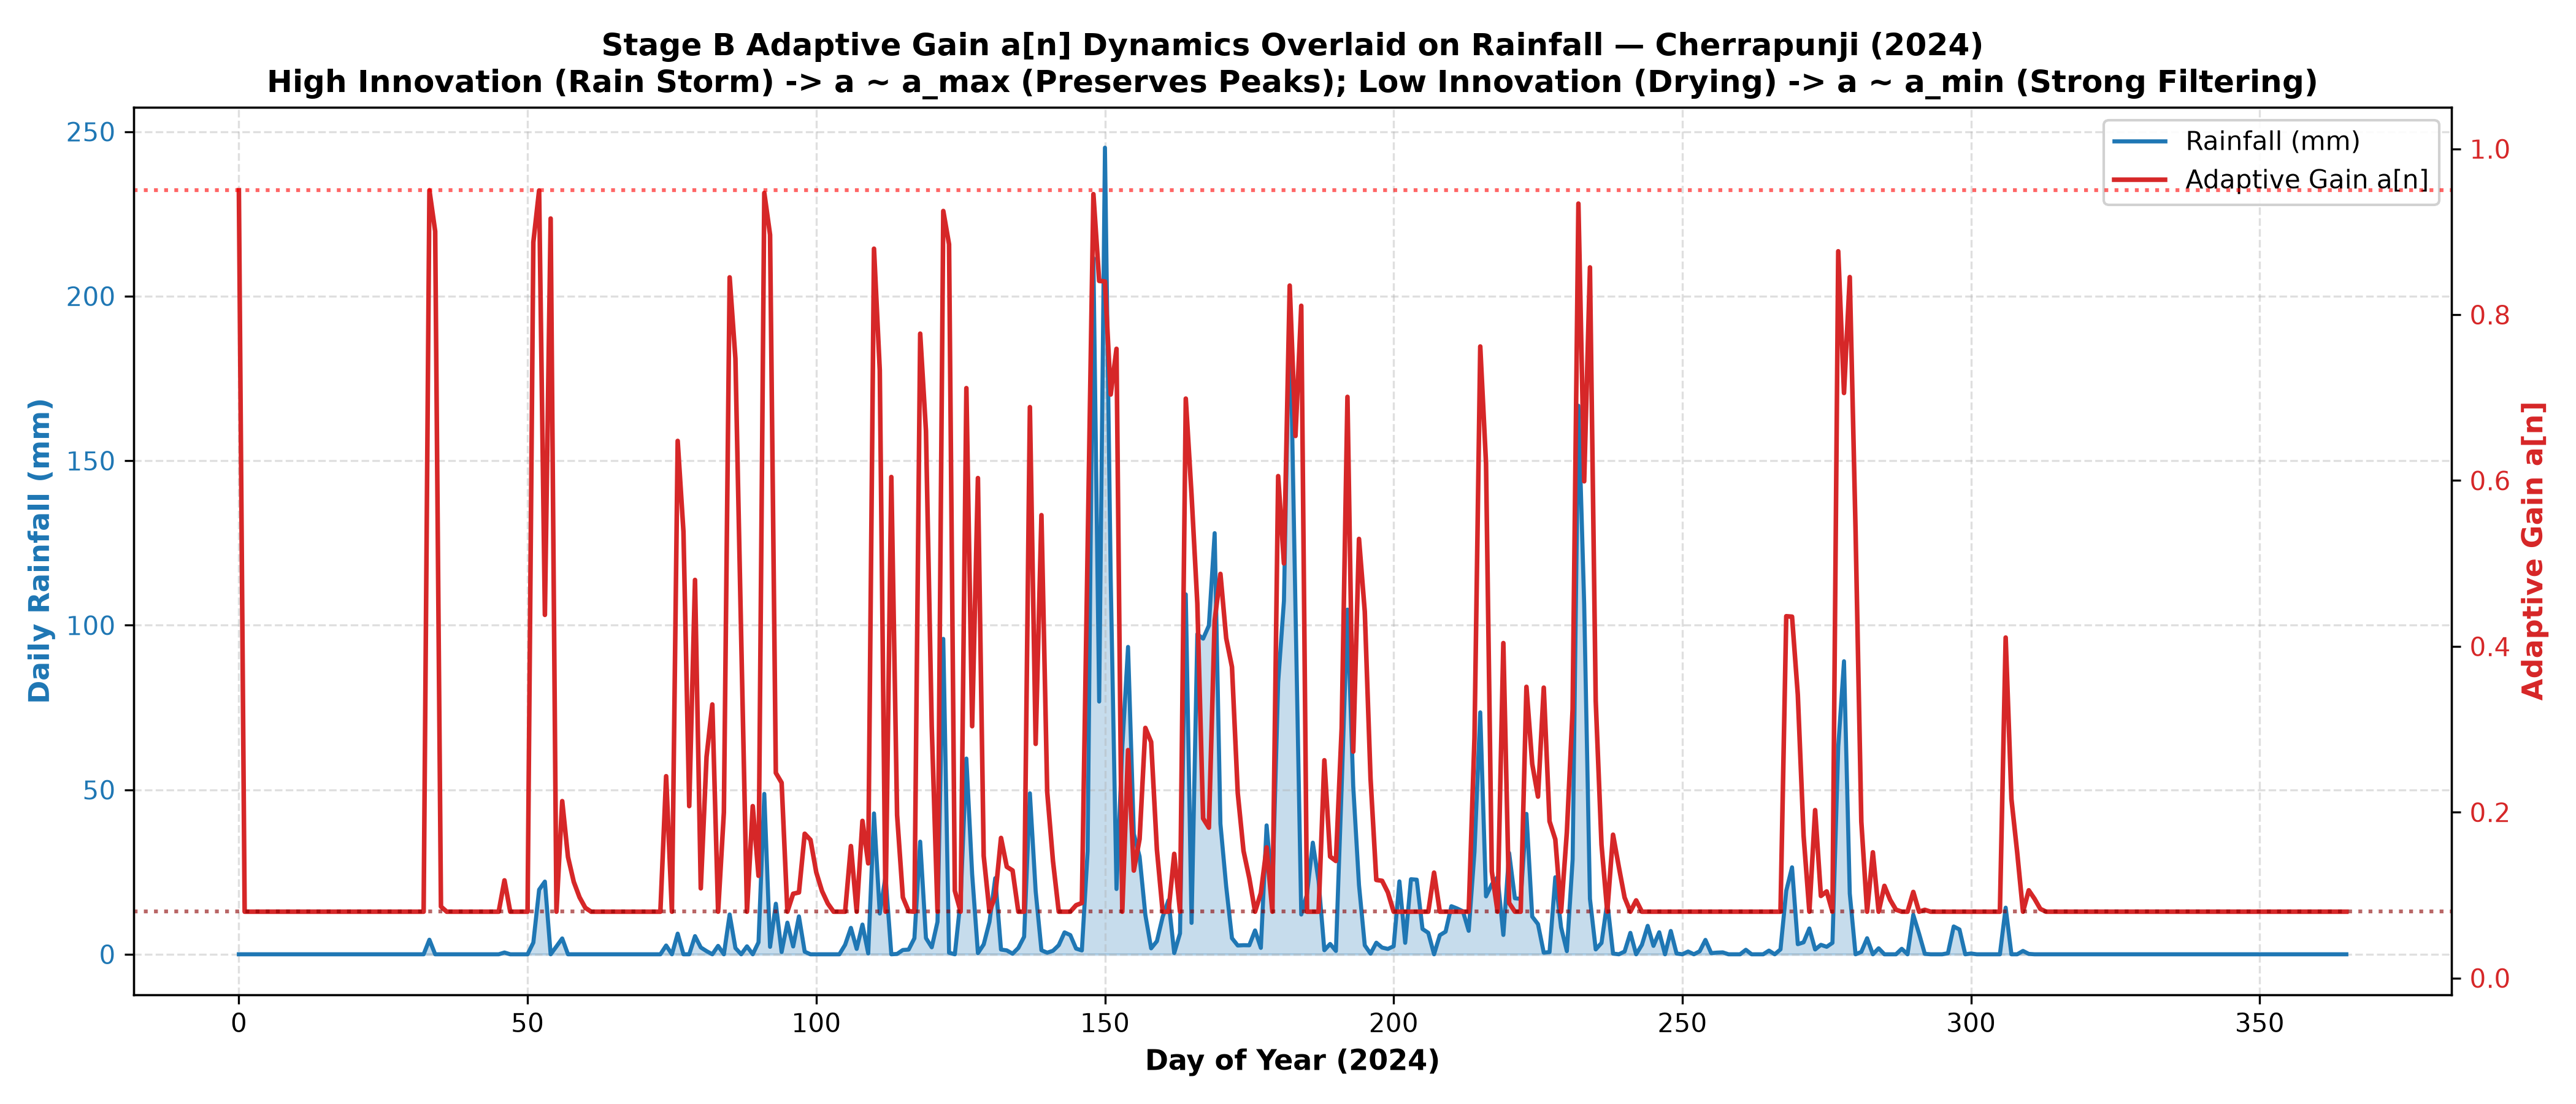 Stage B Adaptive Gain a[n] Dynamics Overlaid on Rainfall — Cherrapunji (2024)
High Innovation (Rain Storm) -> a ~ a_max (Preserves Peaks); Low Innovation (Drying) -> a ~ a_min (Strong Filtering)
Rainfall (mm)
Adaptive Gain a[n]
Daily Rainfall (mm)
250
200
150
100
50
0
1.0
0.8
0.6
0.4
0.2
0.0
Adaptive Gain a[n]
0 50 100 150 200 250 300 350
Day of Year (2024)